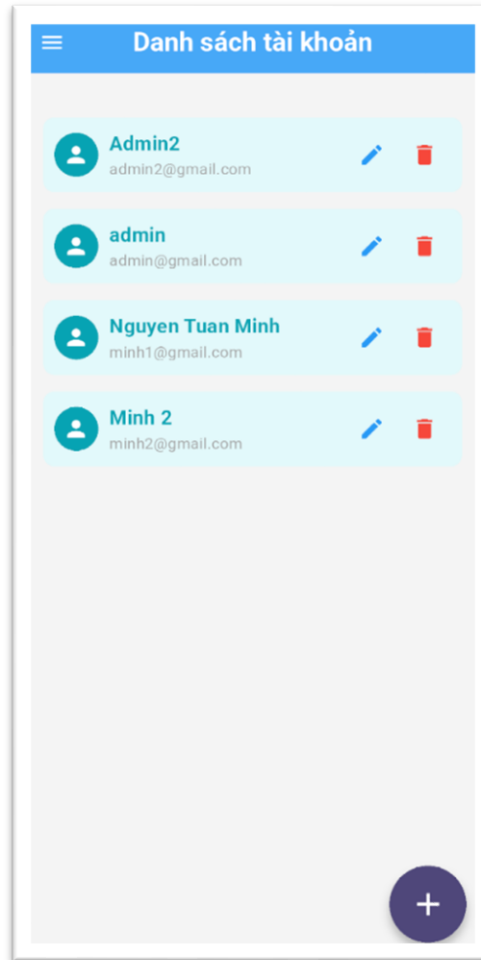 Danh sách tài khoản
Admin2
admin2@gmail.com
admin
admin@gmail.com
Nguyen Tuan Minh
minh1@gmail.com
Minh 2
minh2@gmail.com